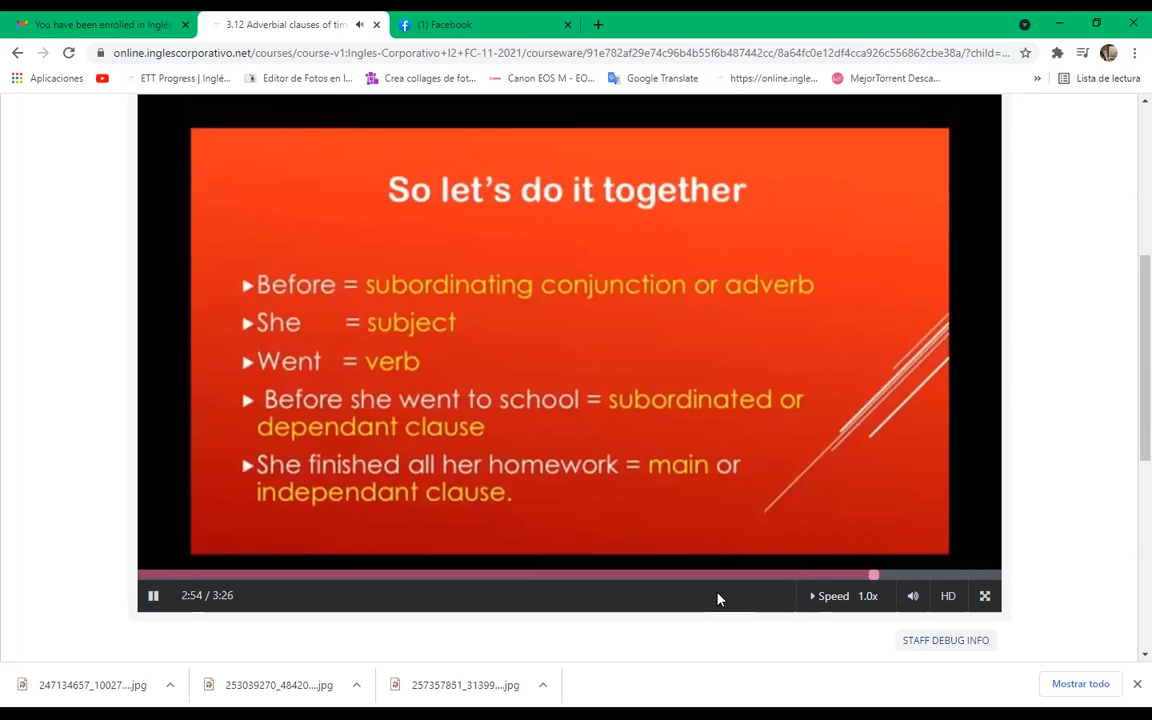 You have been enrolled in Inglés
3.12 Adverbial clauses of tim
(1) Facebook
online.inglescorporativo.net/courses/course-v1:Ingles-Corporativo+I2+FC-11-2021/courseware/91e782af29e74c96b4b55f6b487442cc/8a64fc0e12df4cca926c556862cbe38a/?child=...
Aplicaciones
ETT Progress | Inglé...
Editor de Fotos en l...
Crea collages de fot...
Canon EOS M - EO...
Google Translate
https://online.ingle...
MejorTorrent Desca...
»
Lista de lectura
So let's do it together
Before = subordinating conjunction or adverb
She = subject
Went = verb
Before she went to school = subordinated or
dependant clause
She finished all her homework = main or
independant clause.
2:54 / 3:26
Speed 1.0x
HD
STAFF DEBUG INFO
247134657_10027....jpg
253039270_48420....jpg
257357851_31399....jpg
Mostrar todo